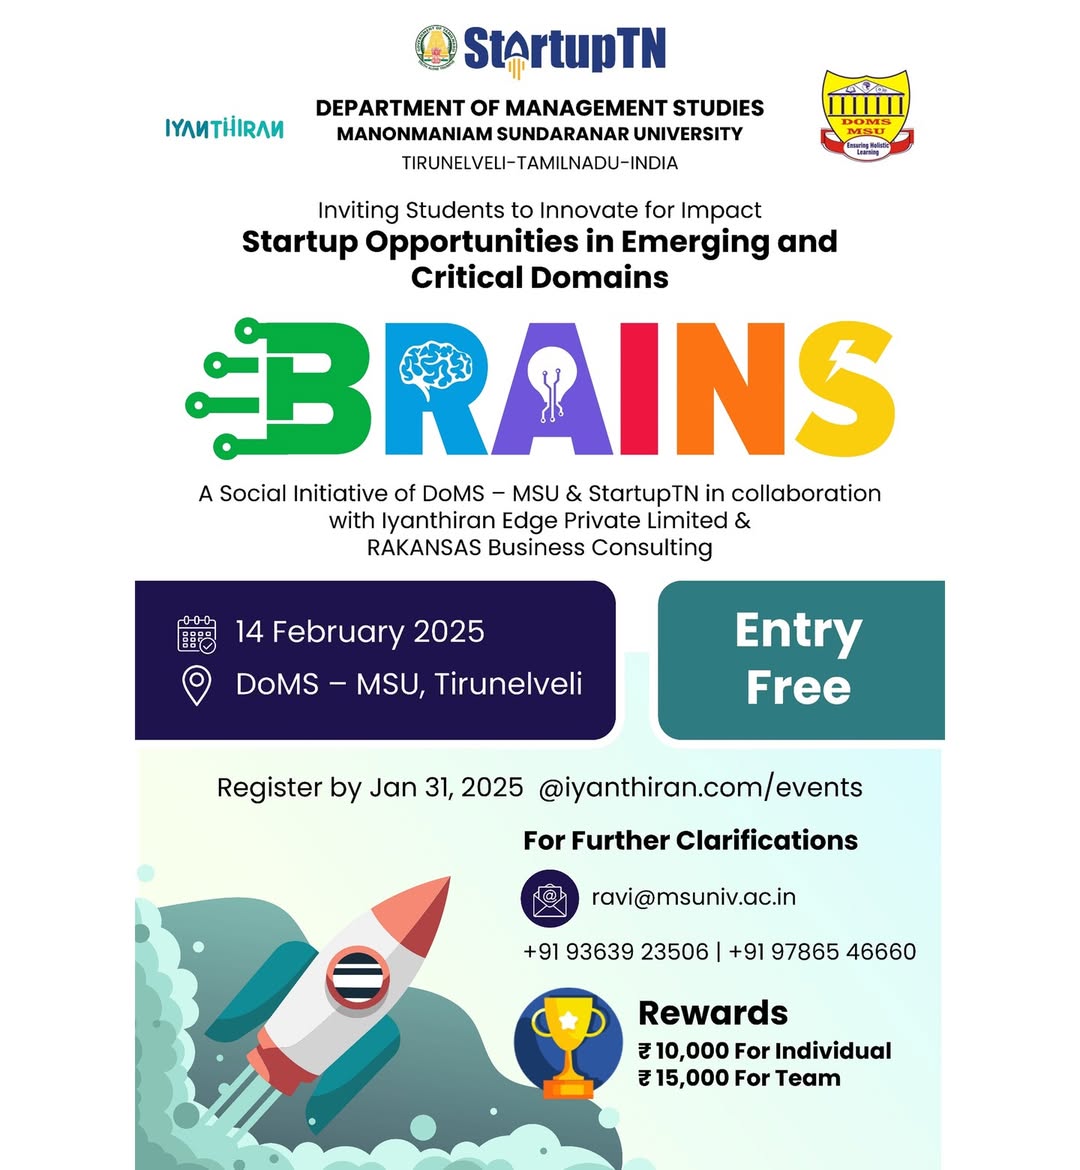 StartupTN
DEPARTMENT OF MANAGEMENT STUDIES
MANONMANIAM SUNDARANAR UNIVERSITY
TIRUNELVELI-TAMILNADU-INDIA
IYANTHIRAN
DOMS
MSU
Ensuring Holistic
Learning
Inviting Students to Innovate for Impact
Startup Opportunities in Emerging and
Critical Domains
BRAINS
A Social Initiative of DoMS – MSU & StartupTN in collaboration
with Iyanthiran Edge Private Limited &
RAKANSAS Business Consulting
14 February 2025
DoMS – MSU, Tirunelveli
Entry
Free
Register by Jan 31, 2025 @iyanthiran.com/events
For Further Clarifications
ravi@msuniv.ac.in
+91 93639 23506 | +91 97865 46660
Rewards
₹ 10,000 For Individual
₹ 15,000 For Team